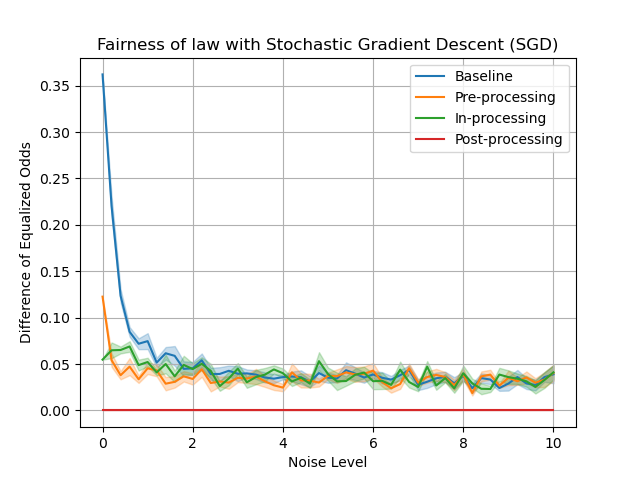 Fairness of law with Stochastic Gradient Descent (SGD)
Baseline
Pre-processing
In-processing
Post-processing
Difference of Equalized Odds
0.35
0.30
0.25
0.20
0.15
0.10
0.05
0.00
0 2 4 6 8 10
Noise Level